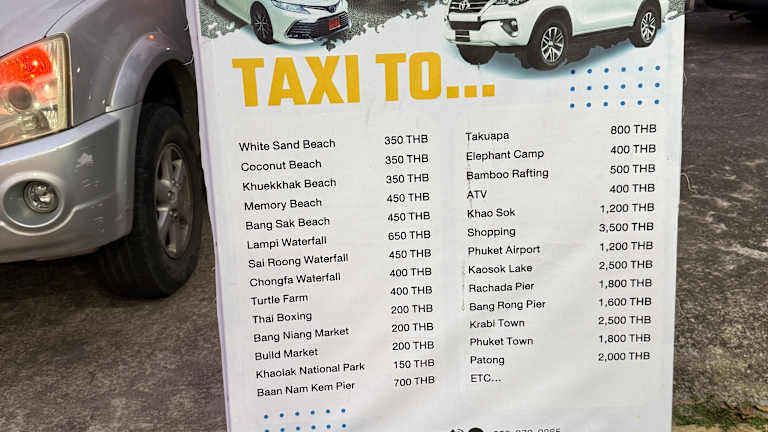 TAXI TO...
White Sand Beach 350 THB
Coconut Beach 350 THB
Khuekkhak Beach 350 THB
Memory Beach 450 THB
Bang Sak Beach 450 THB
Lampi Waterfall 650 THB
Sai Roong Waterfall 450 THB
Chongfa Waterfall 400 THB
Turtle Farm 400 THB
Thai Boxing 200 THB
Bang Niang Market 200 THB
Build Market 200 THB
Khaolak National Park 150 THB
Baan Nam Kem Pier 700 THB
Takuapa 800 THB
Elephant Camp 400 THB
Bamboo Rafting 500 THB
ATV 400 THB
Khao Sok 1,200 THB
Shopping 3,500 THB
Phuket Airport 1,200 THB
Kaosok Lake 2,500 THB
Rachada Pier 1,800 THB
Bang Rong Pier 1,600 THB
Krabi Town 2,500 THB
Phuket Town 1,800 THB
Patong 2,000 THB
ETC...